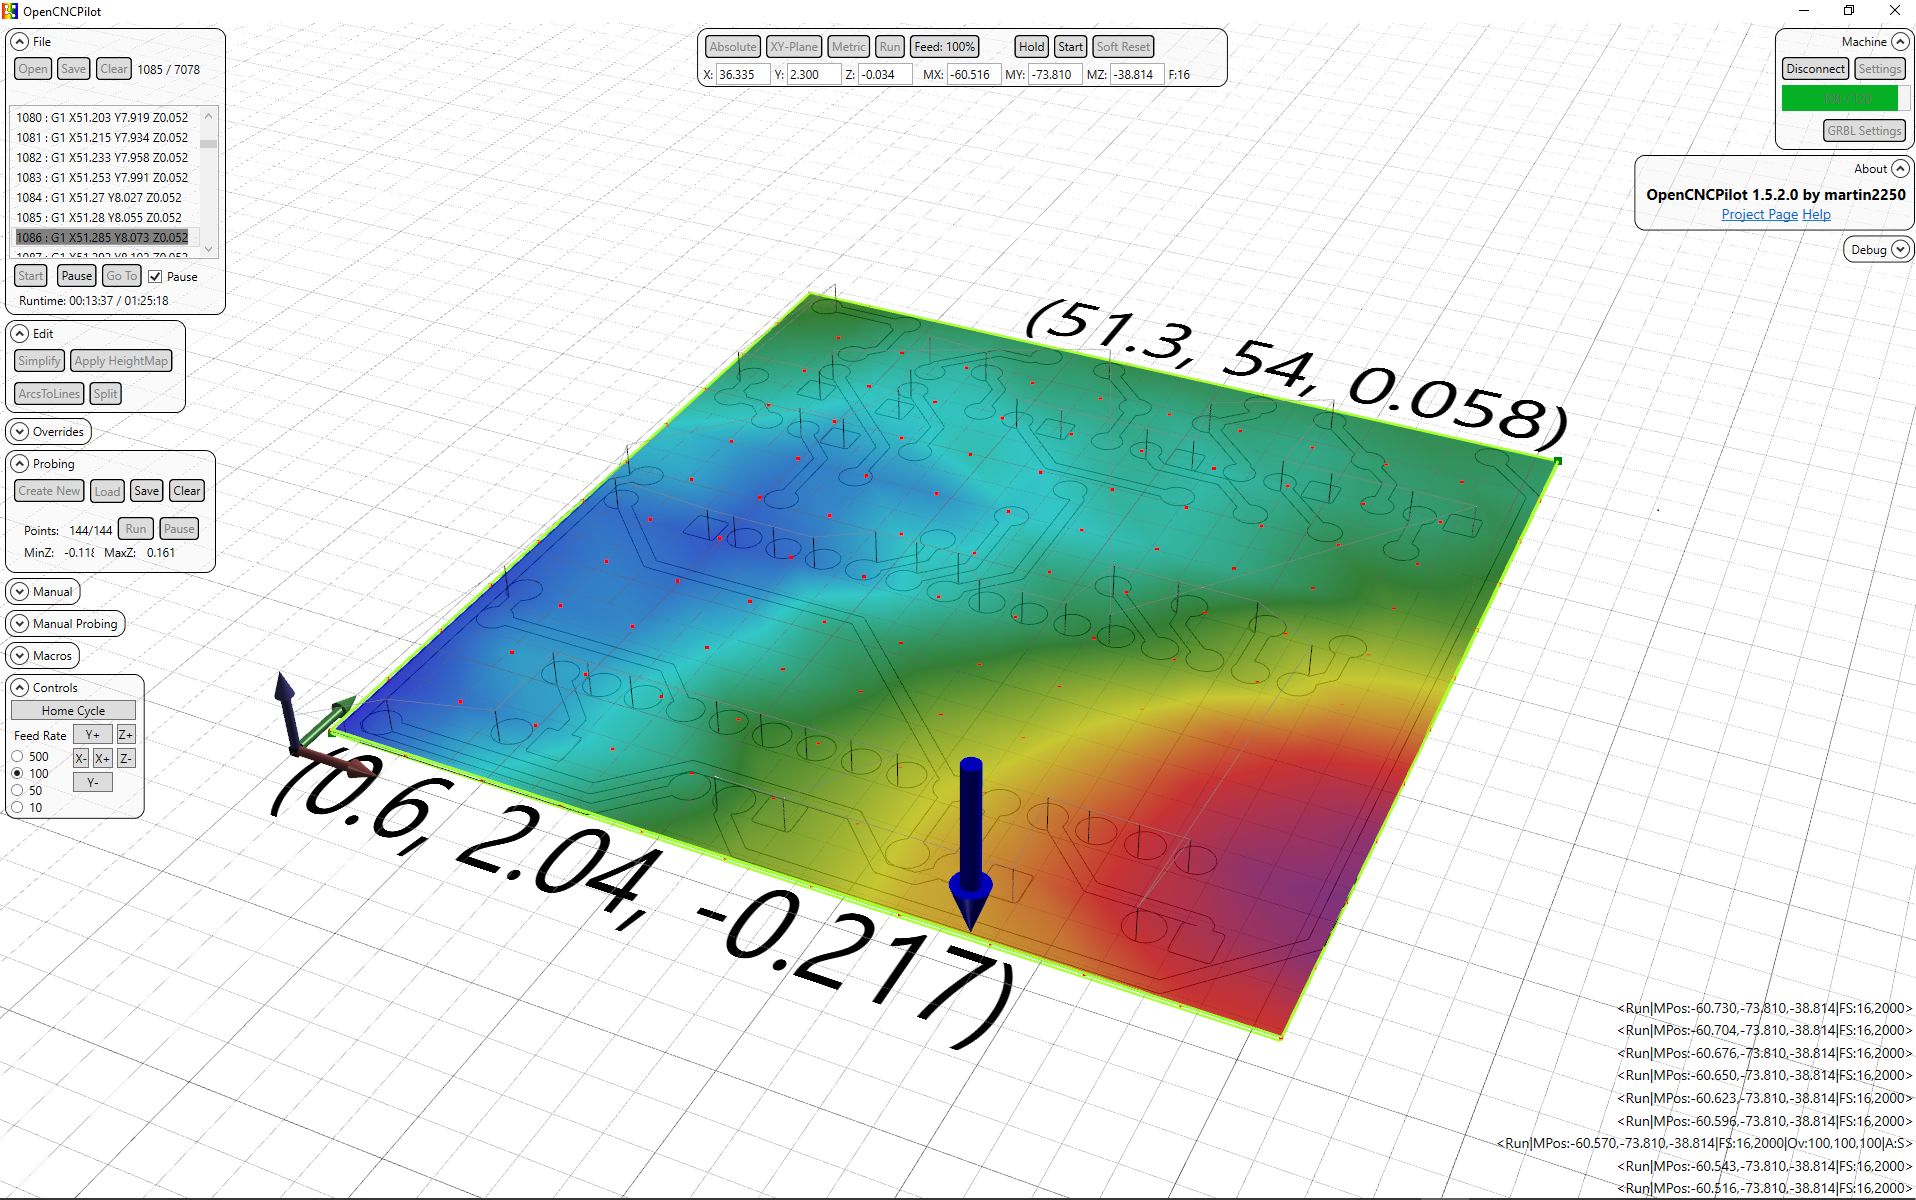 OpenCNCPilot
File
Open Save Clear 1085 / 7078
1080 : G1 X51.203 Y7.919 Z0.052
1081 : G1 X51.215 Y7.934 Z0.052
1082 : G1 X51.233 Y7.958 Z0.052
1083 : G1 X51.253 Y7.991 Z0.052
1084 : G1 X51.27 Y8.027 Z0.052
1085 : G1 X51.28 Y8.055 Z0.052
1086 : G1 X51.285 Y8.073 Z0.052
Start Pause Go To Pause
Runtime: 00:13:37 / 01:25:18
Edit
Simplify Apply HeightMap
ArcsToLines Split
Overrides
Probing
Create New Load Save Clear
Points: 144/144 Run Pause
MinZ: -0.118 MaxZ: 0.161
Manual
Manual Probing
Macros
Controls
Home Cycle
Feed Rate Y+ Z+
500
X- X+ Z-
100
Y-
50
10
Absolute XY-Plane Metric Run Feed: 100% Hold Start Soft Reset
X: 36.335 Y: 2.300 Z: -0.034 MX: -60.516 MY: -73.810 MZ: -38.814 F:16
Machine
Disconnect Settings
GRBL Settings
About
OpenCNCPilot 1.5.2.0 by martin2250
Project Page Help
Debug
(51.3, 54, 0.058)
(0.6, 2.04, -0.217)
<Run|MPos:-60.730,-73.810,-38.814|FS:16,2000>
<Run|MPos:-60.704,-73.810,-38.814|FS:16,2000>
<Run|MPos:-60.676,-73.810,-38.814|FS:16,2000>
<Run|MPos:-60.650,-73.810,-38.814|FS:16,2000>
<Run|MPos:-60.623,-73.810,-38.814|FS:16,2000>
<Run|MPos:-60.596,-73.810,-38.814|FS:16,2000>
<Run|MPos:-60.570,-73.810,-38.814|FS:16,2000|Ov:100,100,100|A:S>
<Run|MPos:-60.543,-73.810,-38.814|FS:16,2000>
<Run|MPos:-60.516,-73.810,-38.814|FS:16,2000>